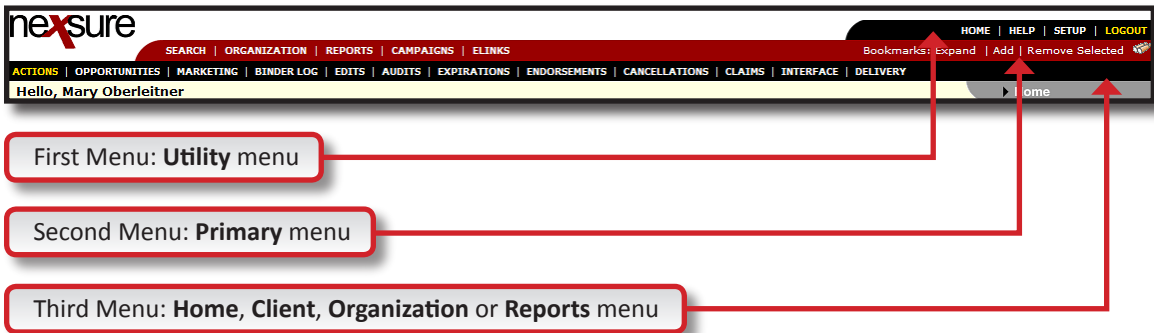 nexsure
HOME | HELP | SETUP | LOGOUT
SEARCH | ORGANIZATION | REPORTS | CAMPAIGNS | ELINKS
Bookmarks: Expand | Add | Remove Selected
ACTIONS | OPPORTUNITIES | MARKETING | BINDER LOG | EDITS | AUDITS | EXPIRATIONS | ENDORSEMENTS | CANCELLATIONS | CLAIMS | INTERFACE | DELIVERY
Hello, Mary Oberleitner
Home
First Menu: Utility menu
Second Menu: Primary menu
Third Menu: Home, Client, Organization or Reports menu